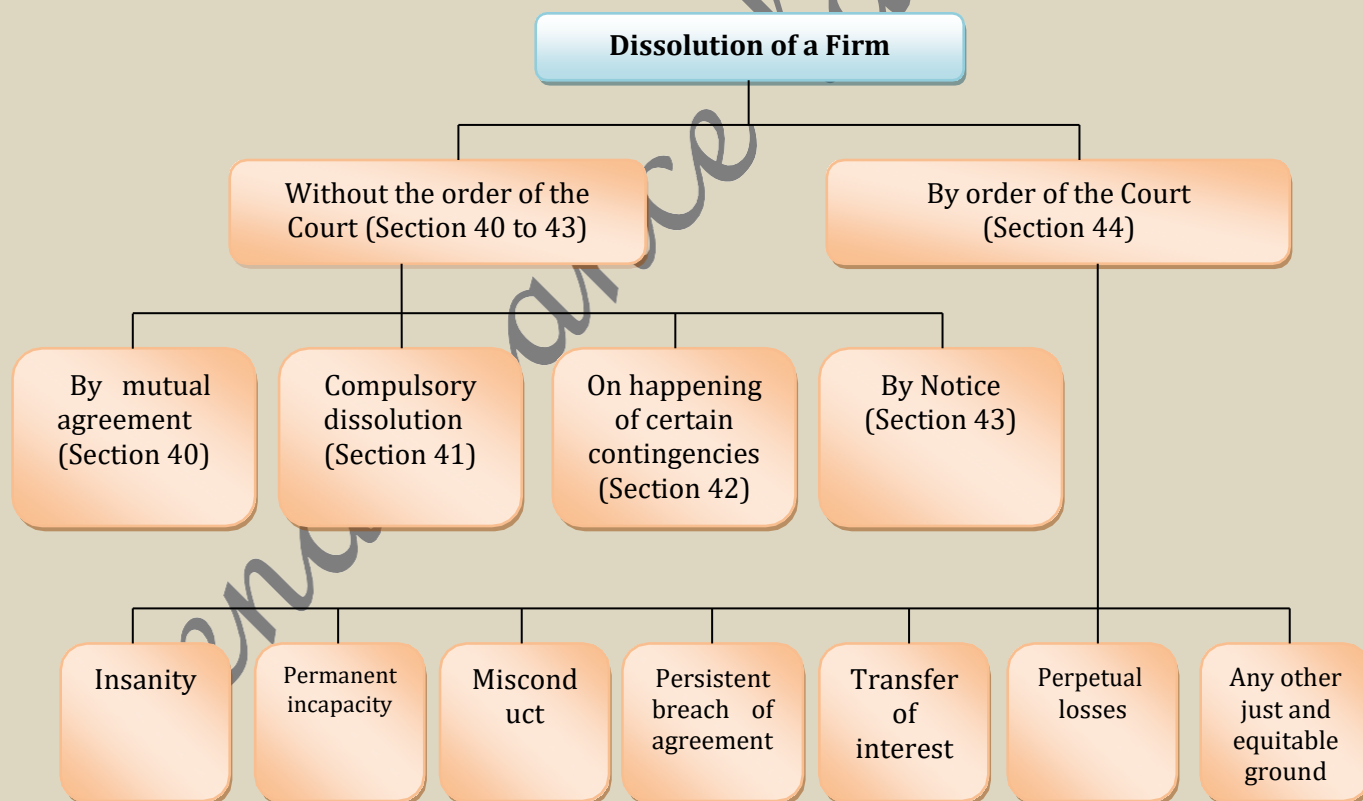 Dissolution of a Firm
Without the order of the
Court (Section 40 to 43)
By order of the Court
(Section 44)
By mutual
agreement
(Section 40)
Compulsory
dissolution
(Section 41)
On happening
of certain
contingencies
(Section 42)
By Notice
(Section 43)
Insanity
Permanent
incapacity
Miscond
uct
Persistent
breach of
agreement
Transfer
of
interest
Perpetual
losses
Any other
just and
equitable
ground